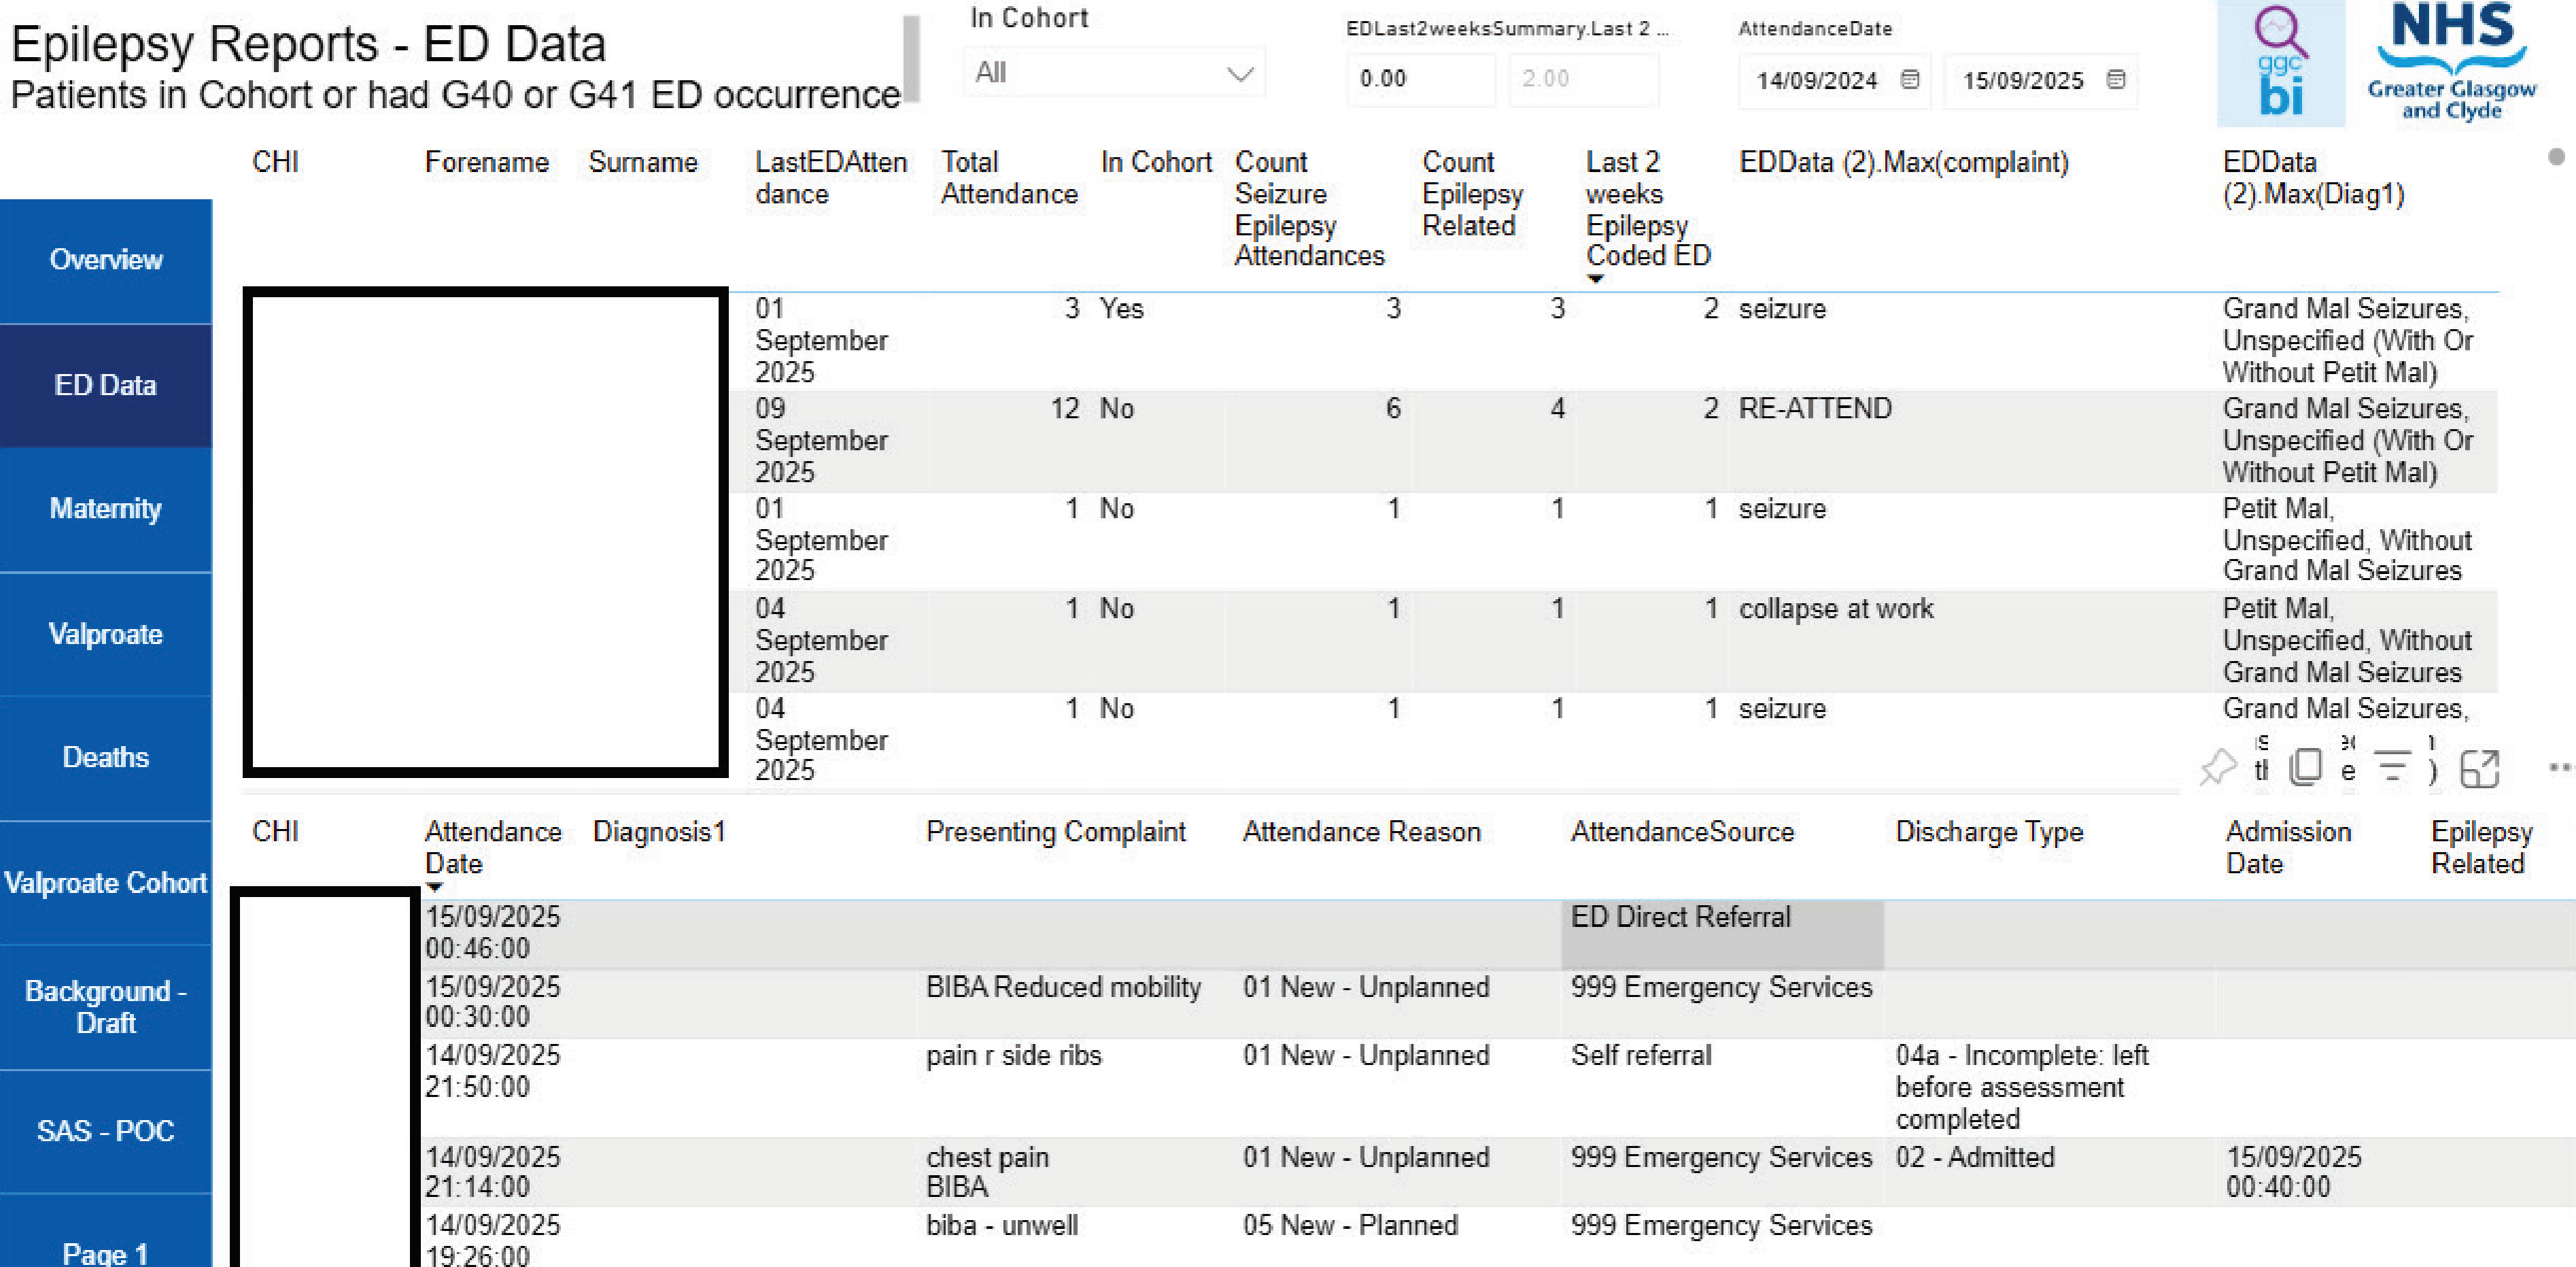 Epilepsy Reports - ED Data
Patients in Cohort or had G40 or G41 ED occurrence
In Cohort
All
EDLast2weeksSummary.Last 2 ...
0.00 2.00
AttendanceDate
14/09/2024 15/09/2025
ggc
bi
NHS
Greater Glasgow
and Clyde
Overview
ED Data
Maternity
Valproate
Deaths
Valproate Cohort
Background -
Draft
SAS - POC
Page 1
CHI Forename Surname LastEDAtten Total In Cohort Count Count Last 2 EDData (2).Max(complaint) EDData
dance Attendance Seizure Epilepsy weeks (2).Max(Diag1)
Epilepsy Related Epilepsy
Attendances Coded ED
01 3 Yes 3 3 2 seizure Grand Mal Seizures,
September Unspecified (With Or
2025 Without Petit Mal)
09 12 No 6 4 2 RE-ATTEND Grand Mal Seizures,
September Unspecified (With Or
2025 Without Petit Mal)
01 1 No 1 1 1 seizure Petit Mal,
September Unspecified, Without
2025 Grand Mal Seizures
04 1 No 1 1 1 collapse at work Petit Mal,
September Unspecified, Without
2025 Grand Mal Seizures
04 1 No 1 1 1 seizure Grand Mal Seizures,
September
2025
CHI Attendance Diagnosis1 Presenting Complaint Attendance Reason AttendanceSource Discharge Type Admission Epilepsy
Date Date Related
15/09/2025 ED Direct Referral
00:46:00
15/09/2025 BIBA Reduced mobility 01 New - Unplanned 999 Emergency Services
00:30:00
14/09/2025 pain r side ribs 01 New - Unplanned Self referral 04a - Incomplete: left
21:50:00 before assessment
completed
14/09/2025 chest pain 01 New - Unplanned 999 Emergency Services 02 - Admitted 15/09/2025
21:14:00 BIBA 00:40:00
14/09/2025 biba - unwell 05 New - Planned 999 Emergency Services
19:26:00